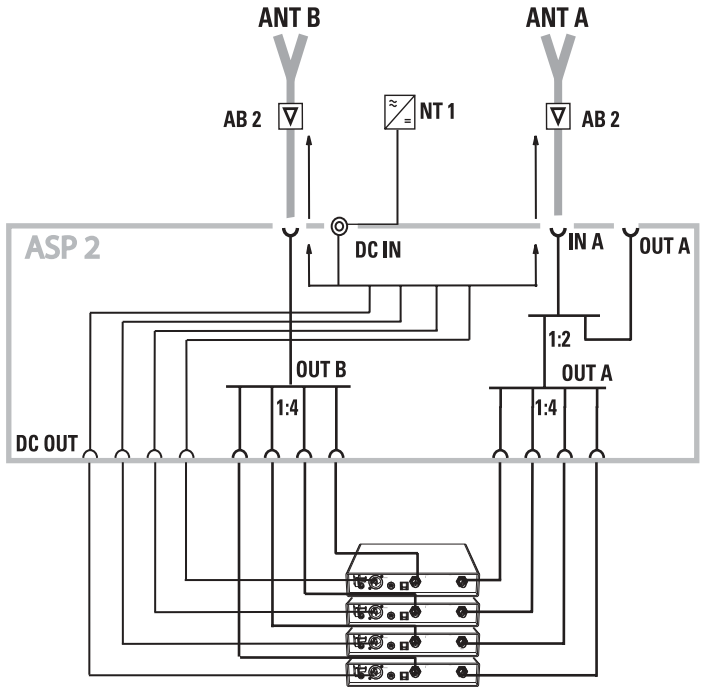 ANT B
ANT A
AB 2
NT 1
AB 2
ASP 2
DC IN
IN A
OUT A
1:2
OUT B
OUT A
1:4
1:4
DC OUT